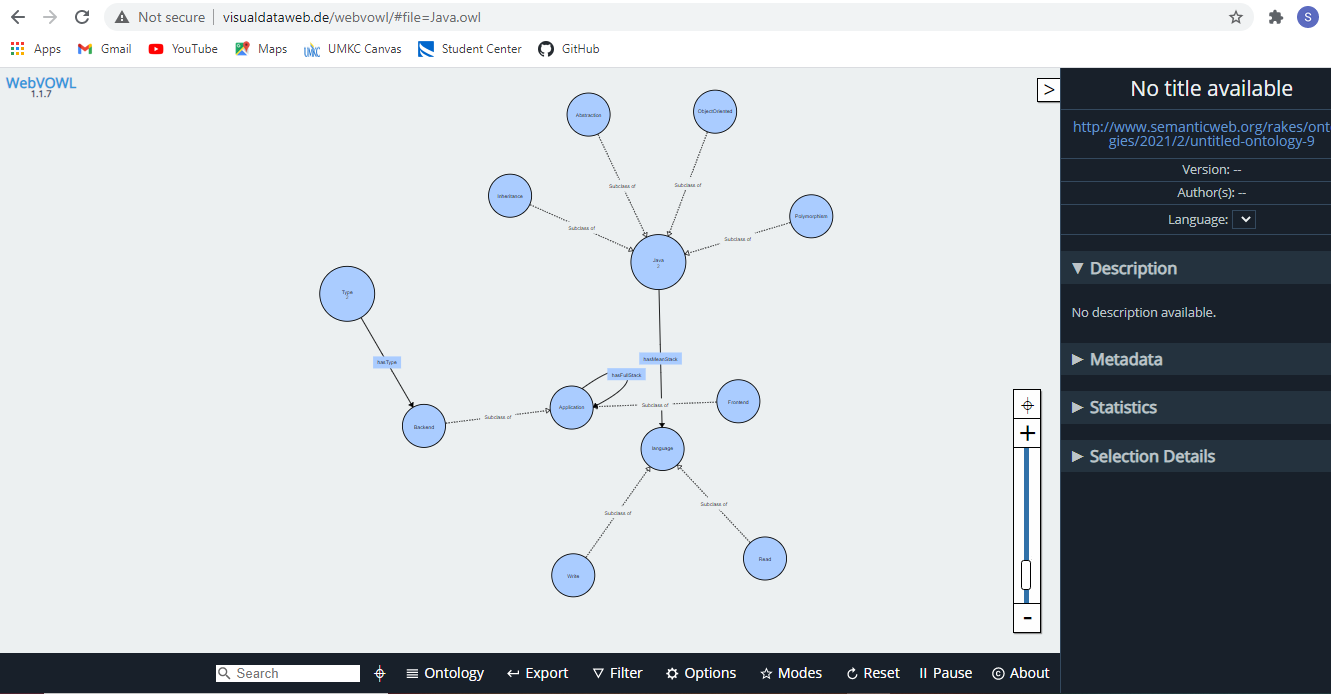 Not secure | visualdataweb.de/webvowl/#file=Java.owl
S
Apps Gmail YouTube Maps UMKC Canvas Student Center GitHub
WebVOWL
1.1.7
>
No title available
http://www.semanticweb.org/rakes/ont
gies/2021/2/untitled-ontology-9
Version: --
Author(s): --
Language:
▼ Description
No description available.
▶ Metadata
▶ Statistics
▶ Selection Details
Abstraction
ObjectOriented
Subclass of
Subclass of
Inheritance
Polymorphism
Subclass of
Subclass of
Java
2
Type
2
hasType
hasMeanStack
hasFullStack
Frontend
Subclass of
Application
Subclass of
Backend
language
Subclass of
Subclass of
Read
Write
+
-
Search
Ontology Export Filter Options Modes Reset Pause About